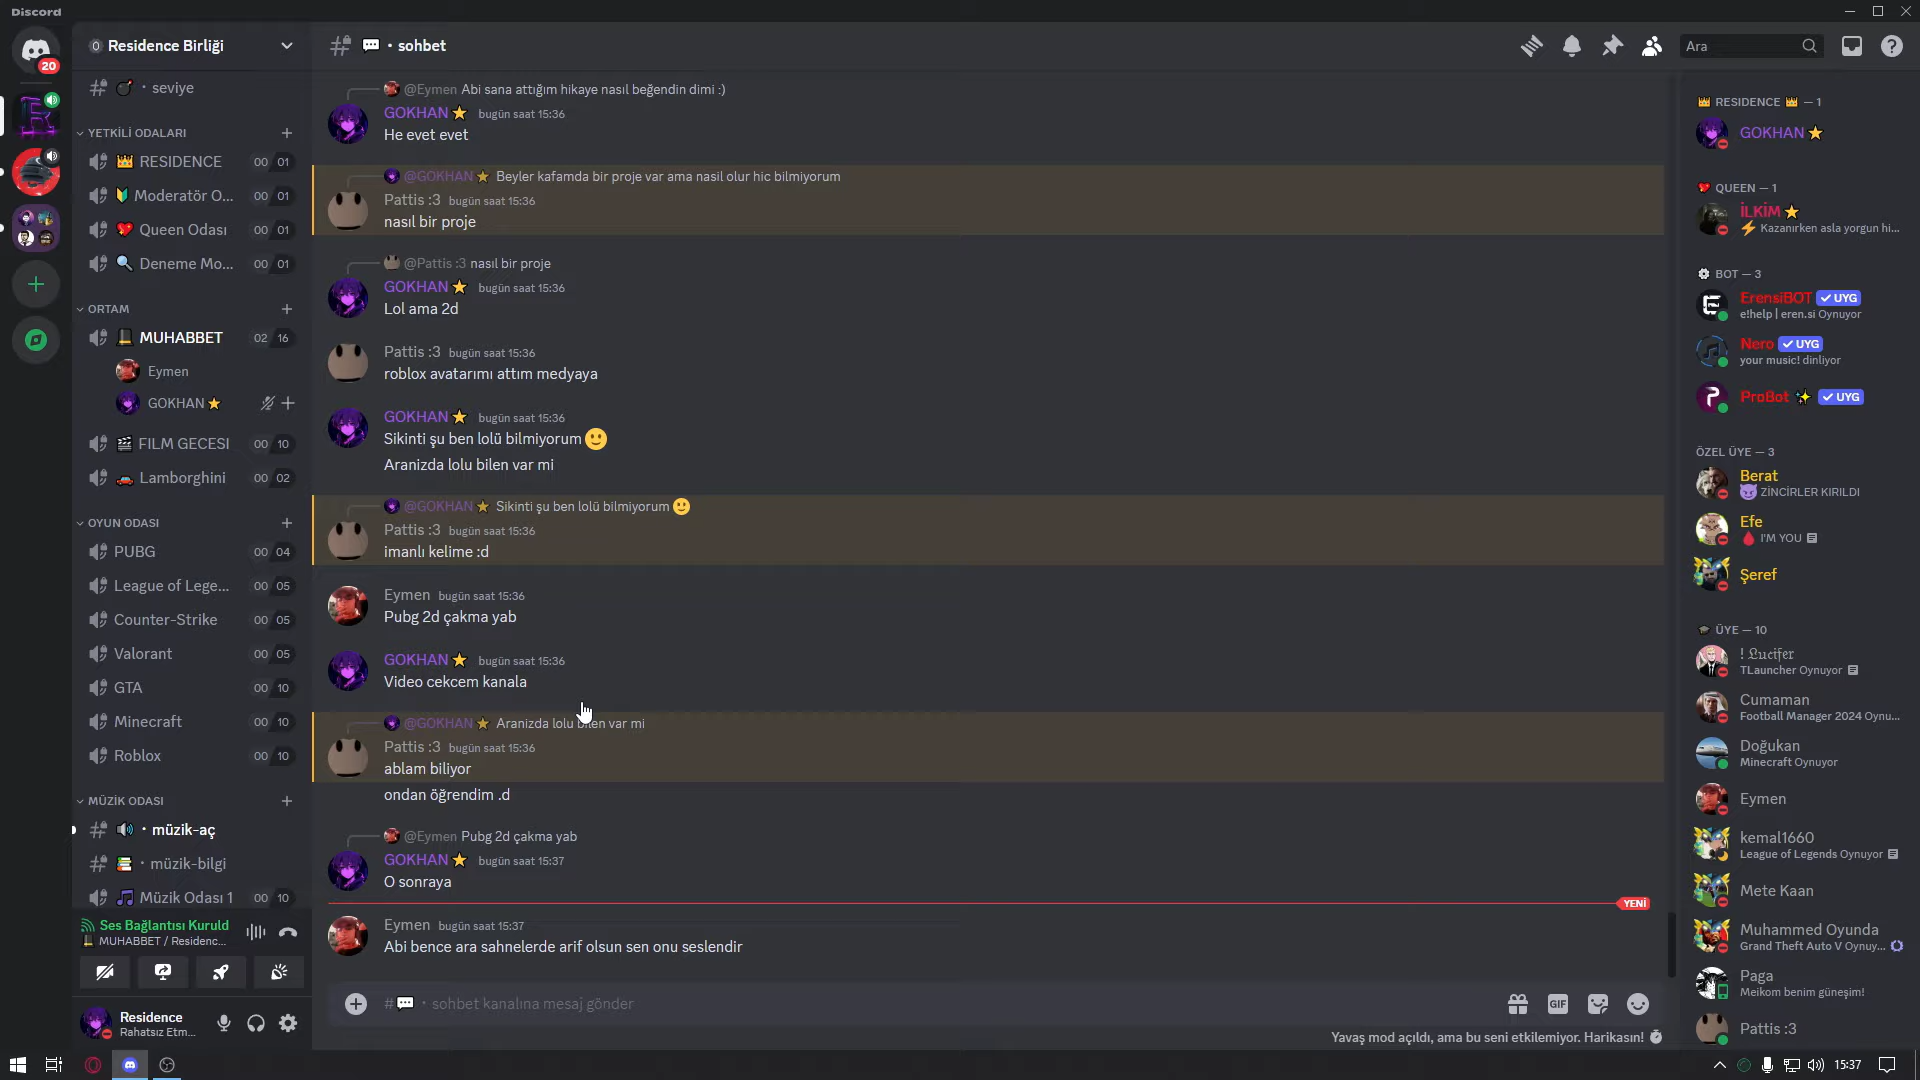 Discord
20
Residence Birliği
· seviye
YETKİLİ ODALARI
RESIDENCE 00 01
Moderatör O... 00 01
Queen Odası 00 01
Deneme Mo... 00 01
ORTAM
MUHABBET 02 16
Eymen
GOKHAN
FILM GECESI 00 10
Lamborghini 00 02
OYUN ODASI
PUBG 00 04
League of Lege... 00 05
Counter-Strike 00 05
Valorant 00 05
GTA 00 10
Minecraft 00 10
Roblox 00 10
MÜZİK ODASI
· müzik-aç
· müzik-bilgi
Müzik Odası 1 00 10
Ses Bağlantısı Kuruld
MUHABBET / Residenc...
Residence
Rahatsız Etm...
· sohbet
Ara
@Eymen Abi sana attığım hikaye nasıl beğendin dimi :)
GOKHAN bugün saat 15:36
He evet evet
@GOKHAN Beyler kafamda bir proje var ama nasil olur hic bilmiyorum
Pattis :3 bugün saat 15:36
nasıl bir proje
@Pattis :3 nasıl bir proje
GOKHAN bugün saat 15:36
Lol ama 2d
Pattis :3 bugün saat 15:36
roblox avatarımı attım medyaya
GOKHAN bugün saat 15:36
Sikinti şu ben lolü bilmiyorum 🙂
Aranizda lolu bilen var mi
@GOKHAN Sikinti şu ben lolü bilmiyorum 🙂
Pattis :3 bugün saat 15:36
imanlı kelime :d
Eymen bugün saat 15:36
Pubg 2d çakma yab
GOKHAN bugün saat 15:36
Video cekcem kanala
@GOKHAN Aranizda lolu bilen var mi
Pattis :3 bugün saat 15:36
ablam biliyor
ondan öğrendim .d
@Eymen Pubg 2d çakma yab
GOKHAN bugün saat 15:37
O sonraya
YENİ
Eymen bugün saat 15:37
Abi bence ara sahnelerde arif olsun sen onu seslendir
# · sohbet kanalına mesaj gönder
GIF
Yavaş mod açıldı, ama bu seni etkilemiyor. Harikasın!
RESIDENCE — 1
GOKHAN
QUEEN — 1
İLKİM
Kazanırken asla yorgun hi...
BOT — 3
ErensiBOT UYG
e!help | eren.si Oynuyor
Nero UYG
your music! dinliyor
ProBot UYG
ÖZEL ÜYE — 3
Berat
ZİNCİRLER KIRILDI
Efe
I'M YOU
Şeref
ÜYE — 10
! 𝔏𝔲𝔠𝔦𝔣𝔢𝔯
TLauncher Oynuyor
Cumaman
Football Manager 2024 Oynu...
Doğukan
Minecraft Oynuyor
Eymen
kemal1660
League of Legends Oynuyor
Mete Kaan
Muhammed Oyunda
Grand Theft Auto V Oynuy...
Paga
Meikom benim güneşim!
Pattis :3
15:37